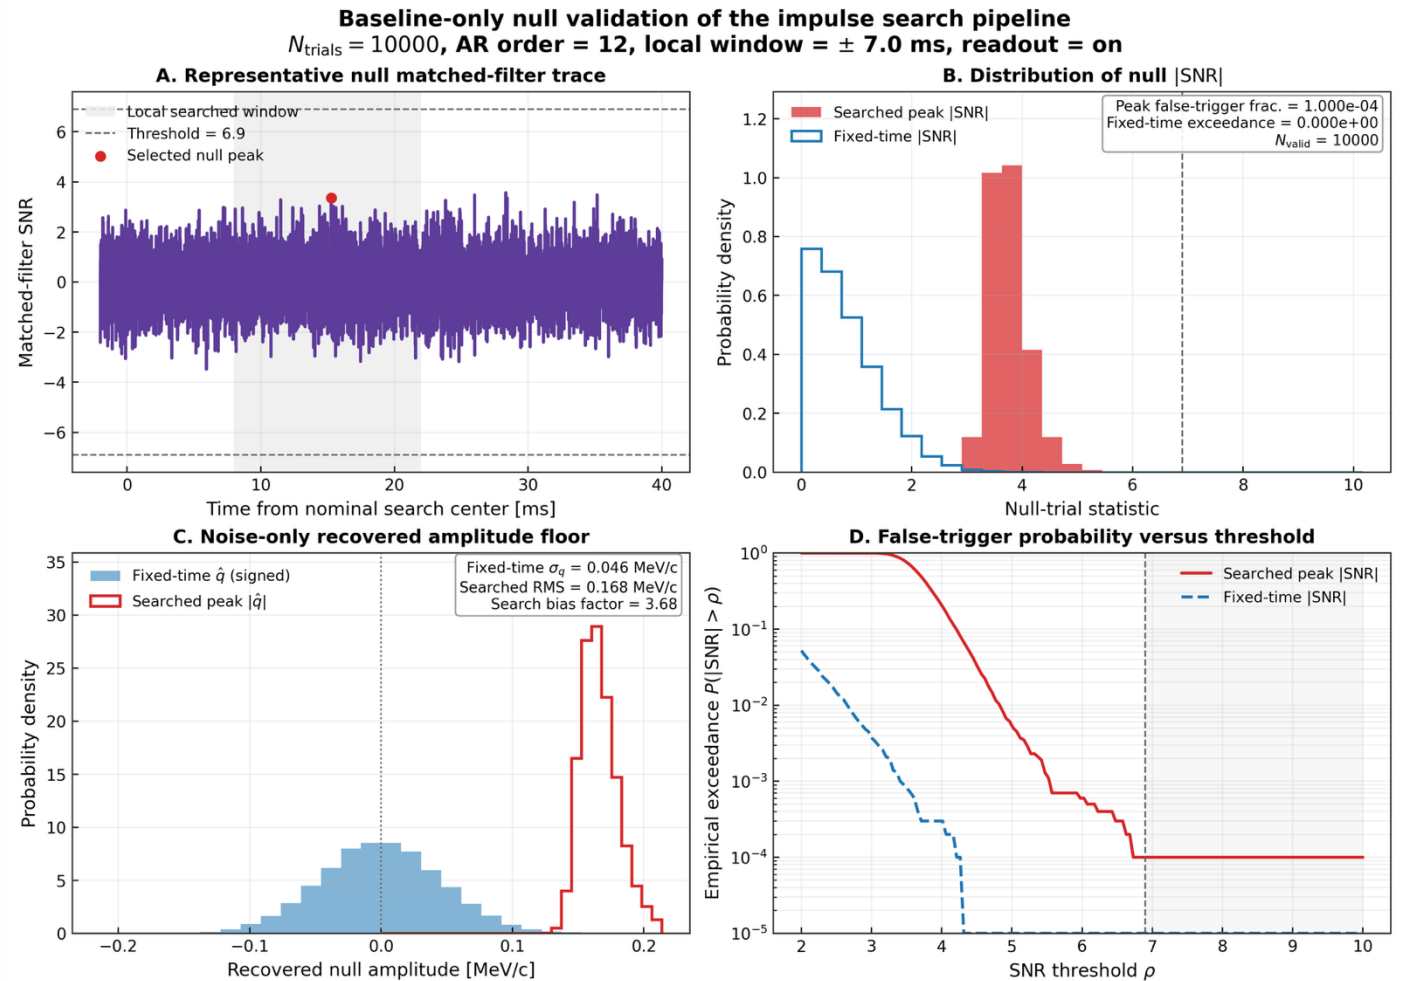 Baseline-only null validation of the impulse search pipeline
N_trials = 10000, AR order = 12, local window = ± 7.0 ms, readout = on
A. Representative null matched-filter trace
Local searched window
Threshold = 6.9
Selected null peak
6
4
2
0
−2
−4
−6
Matched-filter SNR
0
10
20
30
40
Time from nominal search center [ms]
B. Distribution of null |SNR|
Searched peak |SNR|
Fixed-time |SNR|
Peak false-trigger frac. = 1.000e-04
Fixed-time exceedance = 0.000e+00
N_valid = 10000
1.2
1.0
0.8
0.6
0.4
0.2
0.0
Probability density
0
2
4
6
8
10
Null-trial statistic
C. Noise-only recovered amplitude floor
Fixed-time q̂ (signed)
Searched peak |q̂|
Fixed-time σ_q = 0.046 MeV/c
Searched RMS = 0.168 MeV/c
Search bias factor = 3.68
35
30
25
20
15
10
5
0
Probability density
−0.2
−0.1
0.0
0.1
0.2
Recovered null amplitude [MeV/c]
D. False-trigger probability versus threshold
Searched peak |SNR|
Fixed-time |SNR|
10⁰
10⁻¹
10⁻²
10⁻³
10⁻⁴
10⁻⁵
Empirical exceedance P(|SNR| > ρ)
2
3
4
5
6
7
8
9
10
SNR threshold ρ